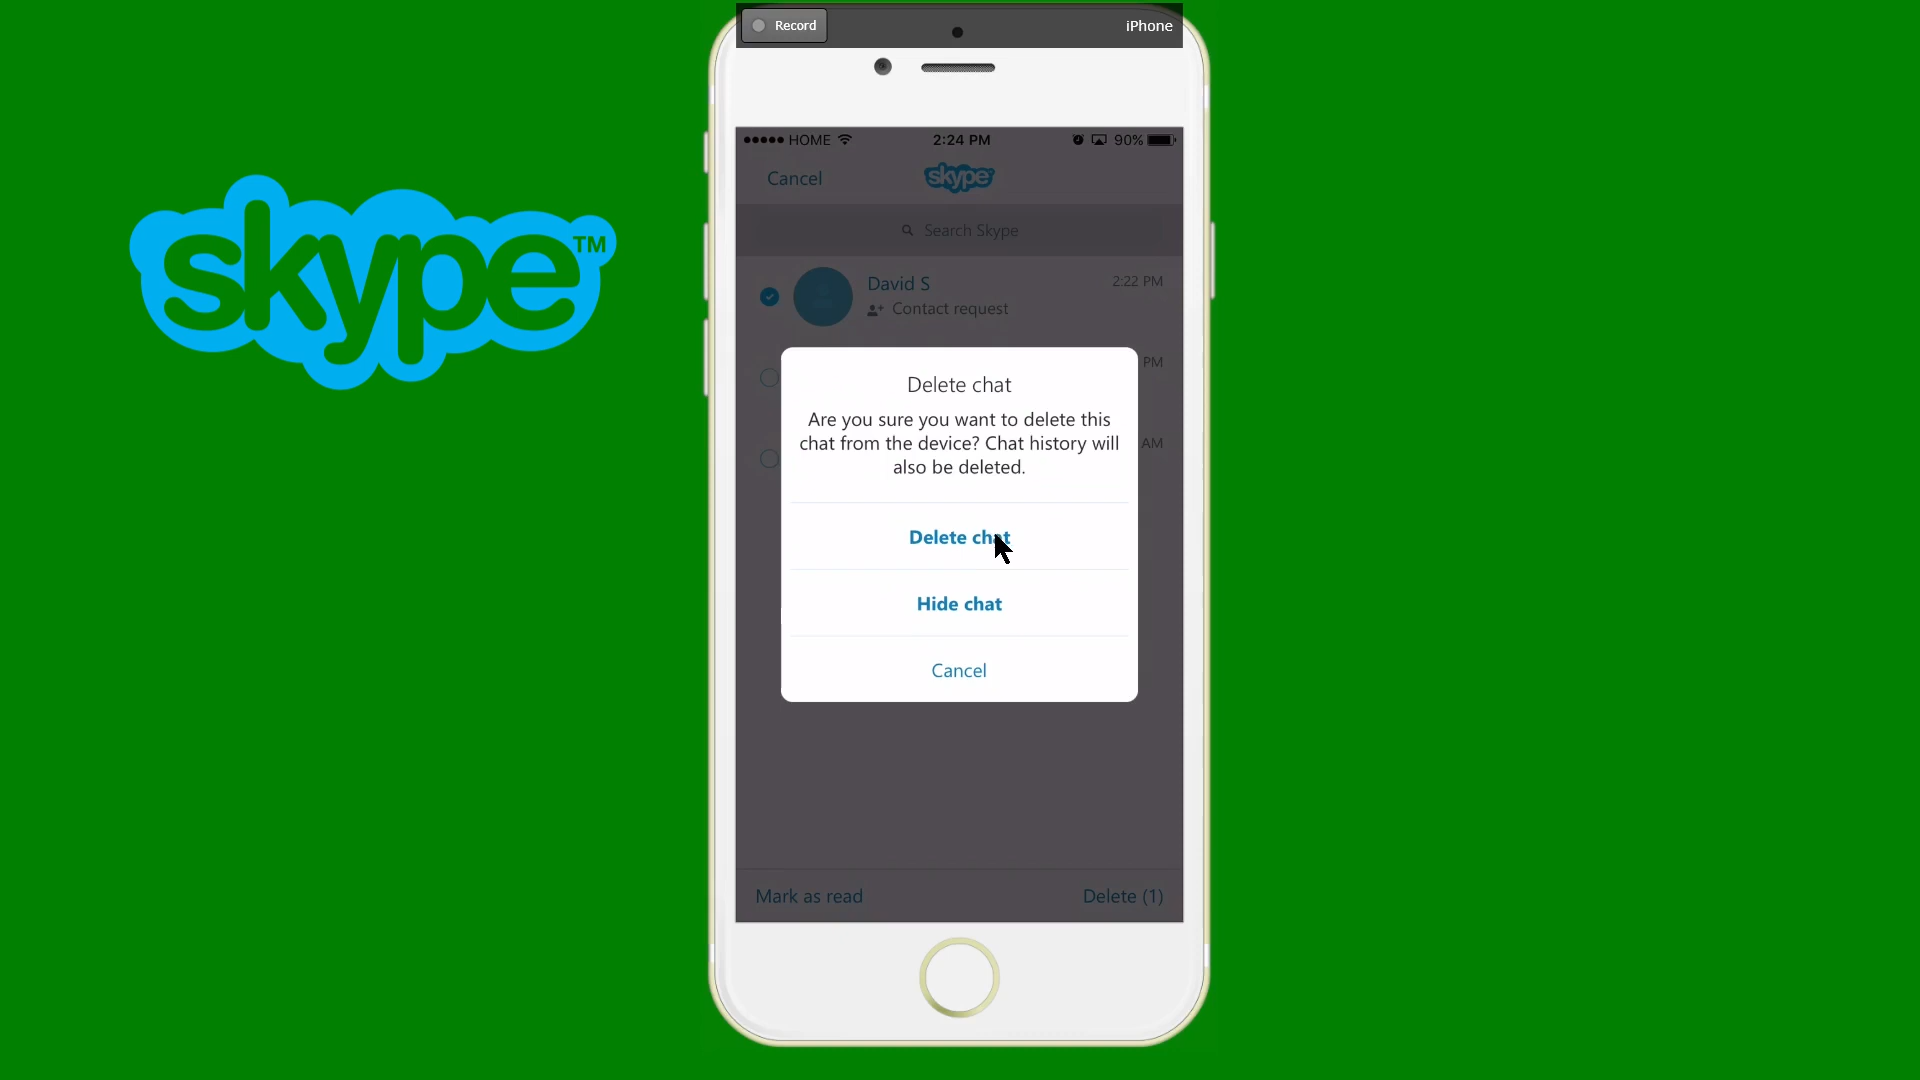 Record
iPhone
HOME 2:24 PM 90%
Cancel
skype
Search Skype
skype™
David S 2:22 PM
Contact request
PM
AM
Delete chat
Are you sure you want to delete this
chat from the device? Chat history will
also be deleted.
Delete chat
Hide chat
Cancel
Mark as read
Delete (1)